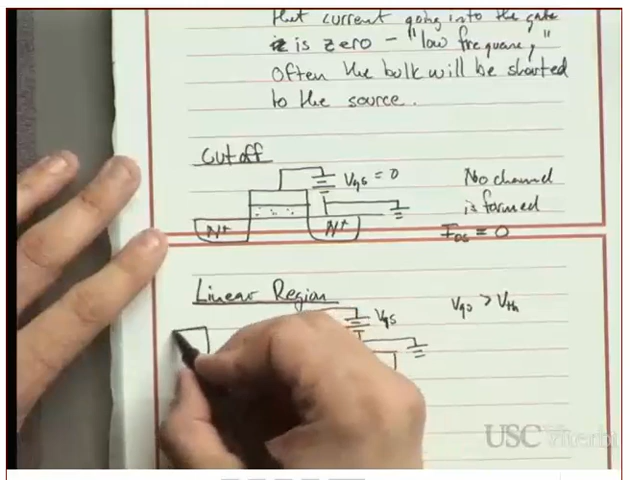 that current going into the gate
is zero - "low frequency"
Often the bulk will be shorted
to the source.
Cutoff
Vgs = 0
No channel
is formed
N+ N+
IDS = 0
Linear Region
Vgs > Vth
Vgs
USC Viterbi